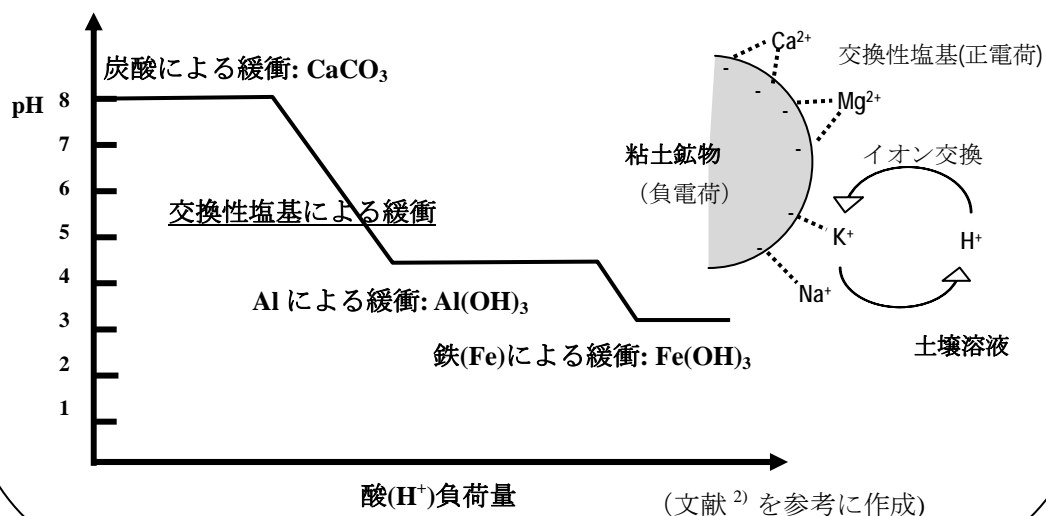 炭酸による緩衝: CaCO₃
pH
8
7
6
5
4
3
2
1
交換性塩基による緩衝
Al による緩衝: Al(OH)₃
鉄(Fe)による緩衝: Fe(OH)₃
酸(H⁺)負荷量
Ca²⁺
交換性塩基(正電荷)
Mg²⁺
粘土鉱物
（負電荷）
イオン交換
K⁺
H⁺
Na⁺
土壌溶液
- - - - - -
（文献 ²⁾ を参考に作成)